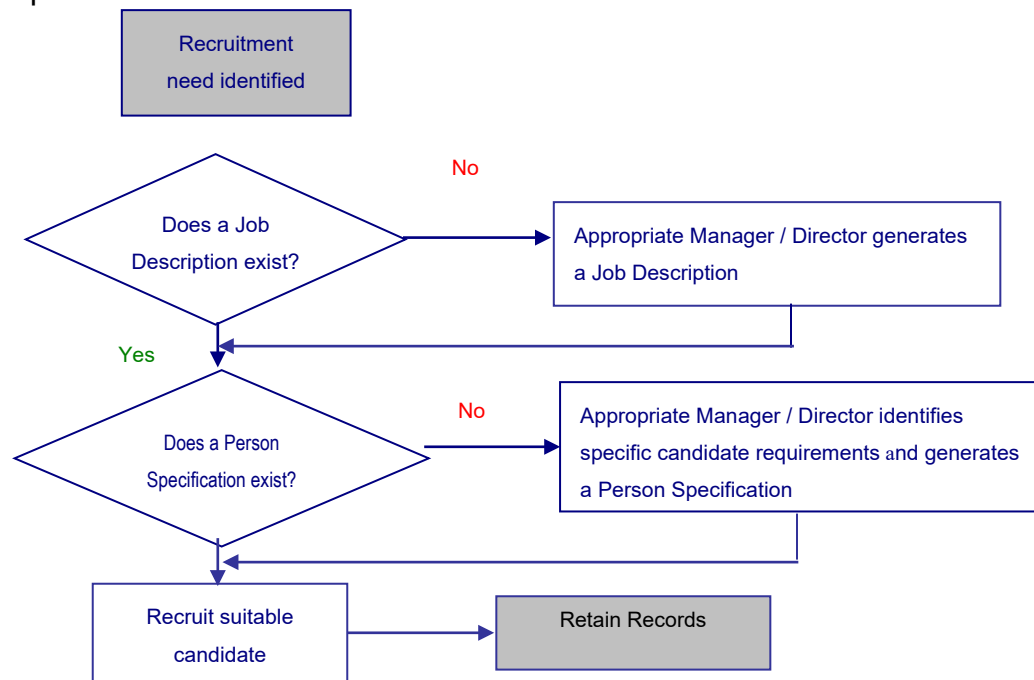 Recruitment
need identified
No
Does a Job
Description exist?
Appropriate Manager / Director generates
a Job Description
Yes
No
Does a Person
Specification exist?
Appropriate Manager / Director identifies
specific candidate requirements and generates
a Person Specification
Recruit suitable
candidate
Retain Records